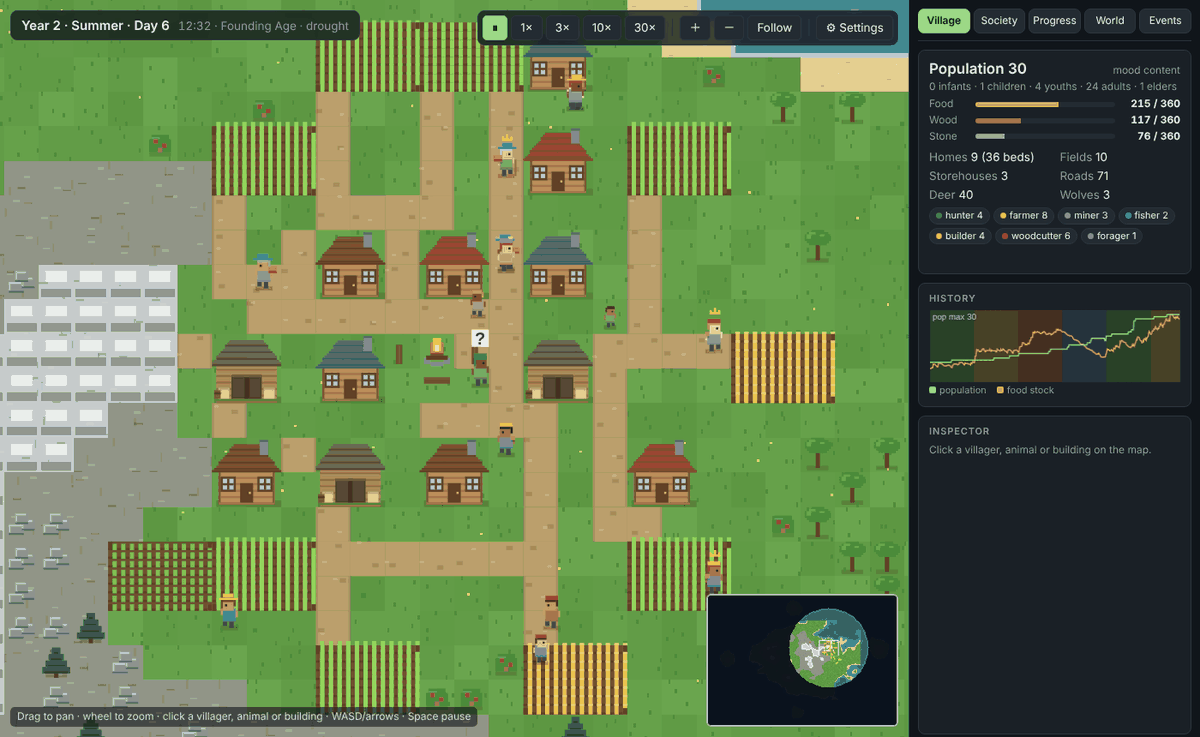 Year 2 · Summer · Day 6 12:32 · Founding Age · drought
1× 3× 10× 30× + − Follow ⚙ Settings
Village Society Progress World Events
Population 30 mood content
0 infants · 1 children · 4 youths · 24 adults · 1 elders
Food 215 / 360
Wood 117 / 360
Stone 76 / 360
Homes 9 (36 beds) Fields 10
Storehouses 3 Roads 71
Deer 40 Wolves 3
hunter 4 farmer 8 miner 3 fisher 2
builder 4 woodcutter 6 forager 1
HISTORY
pop max 30
population food stock
INSPECTOR
Click a villager, animal or building on the map.
?
Drag to pan · wheel to zoom · click a villager, animal or building · WASD/arrows · Space pause